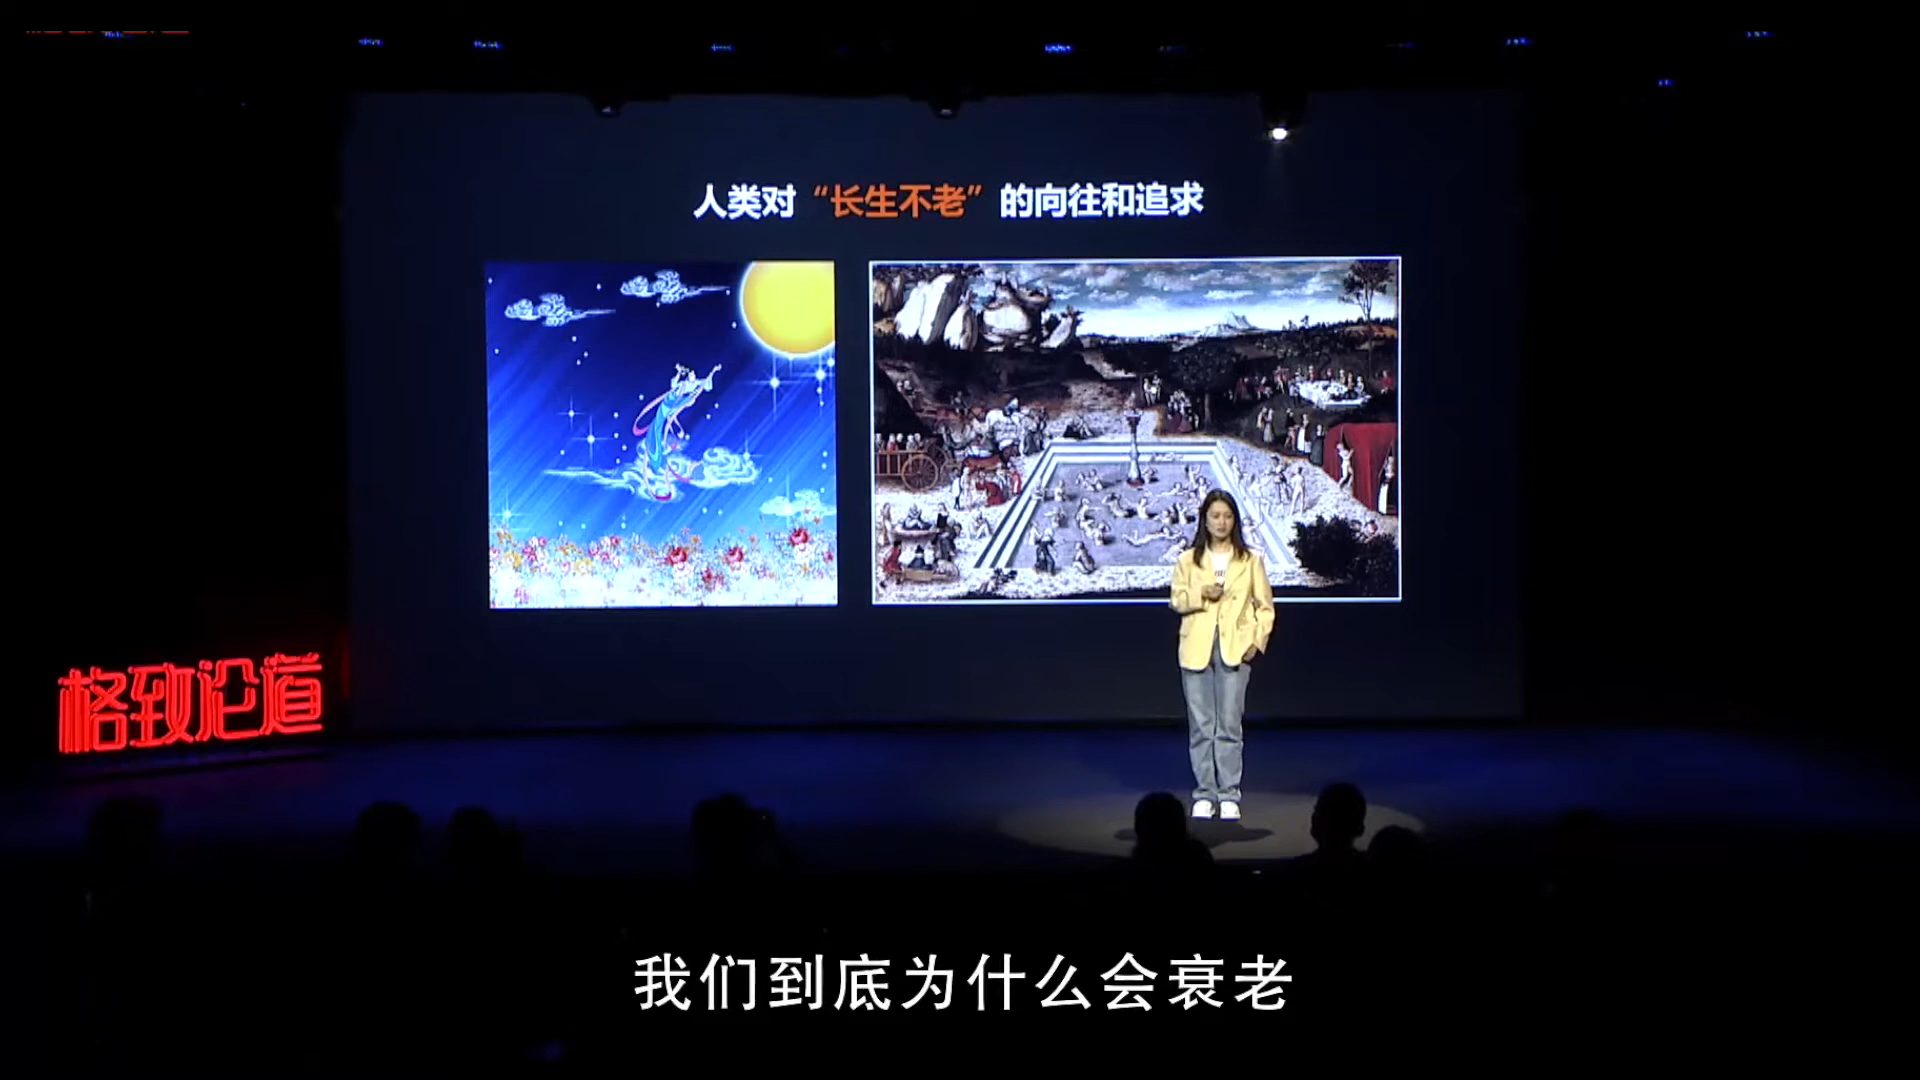 人类对“长生不老”的向往和追求
格致论道
我们到底为什么会衰老